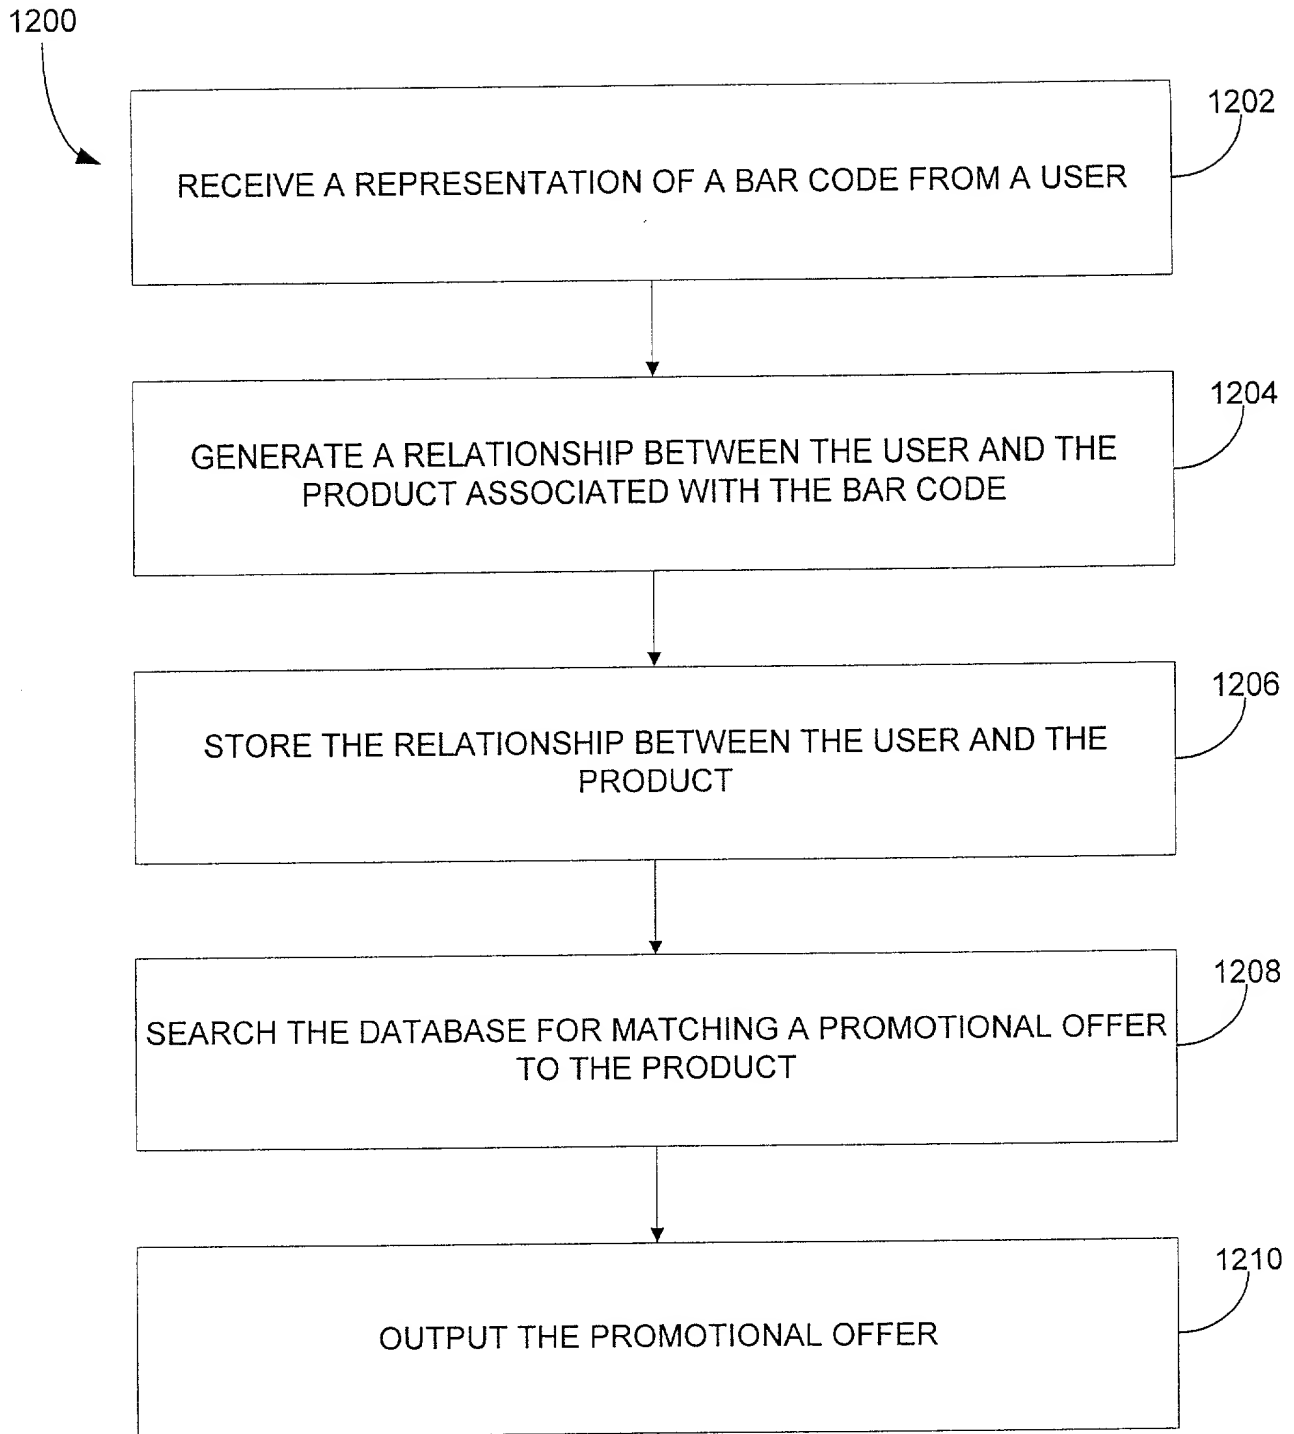 1200
1202
RECEIVE A REPRESENTATION OF A BAR CODE FROM A USER
1204
GENERATE A RELATIONSHIP BETWEEN THE USER AND THE
PRODUCT ASSOCIATED WITH THE BAR CODE
1206
STORE THE RELATIONSHIP BETWEEN THE USER AND THE
PRODUCT
1208
SEARCH THE DATABASE FOR MATCHING A PROMOTIONAL OFFER
TO THE PRODUCT
1210
OUTPUT THE PROMOTIONAL OFFER